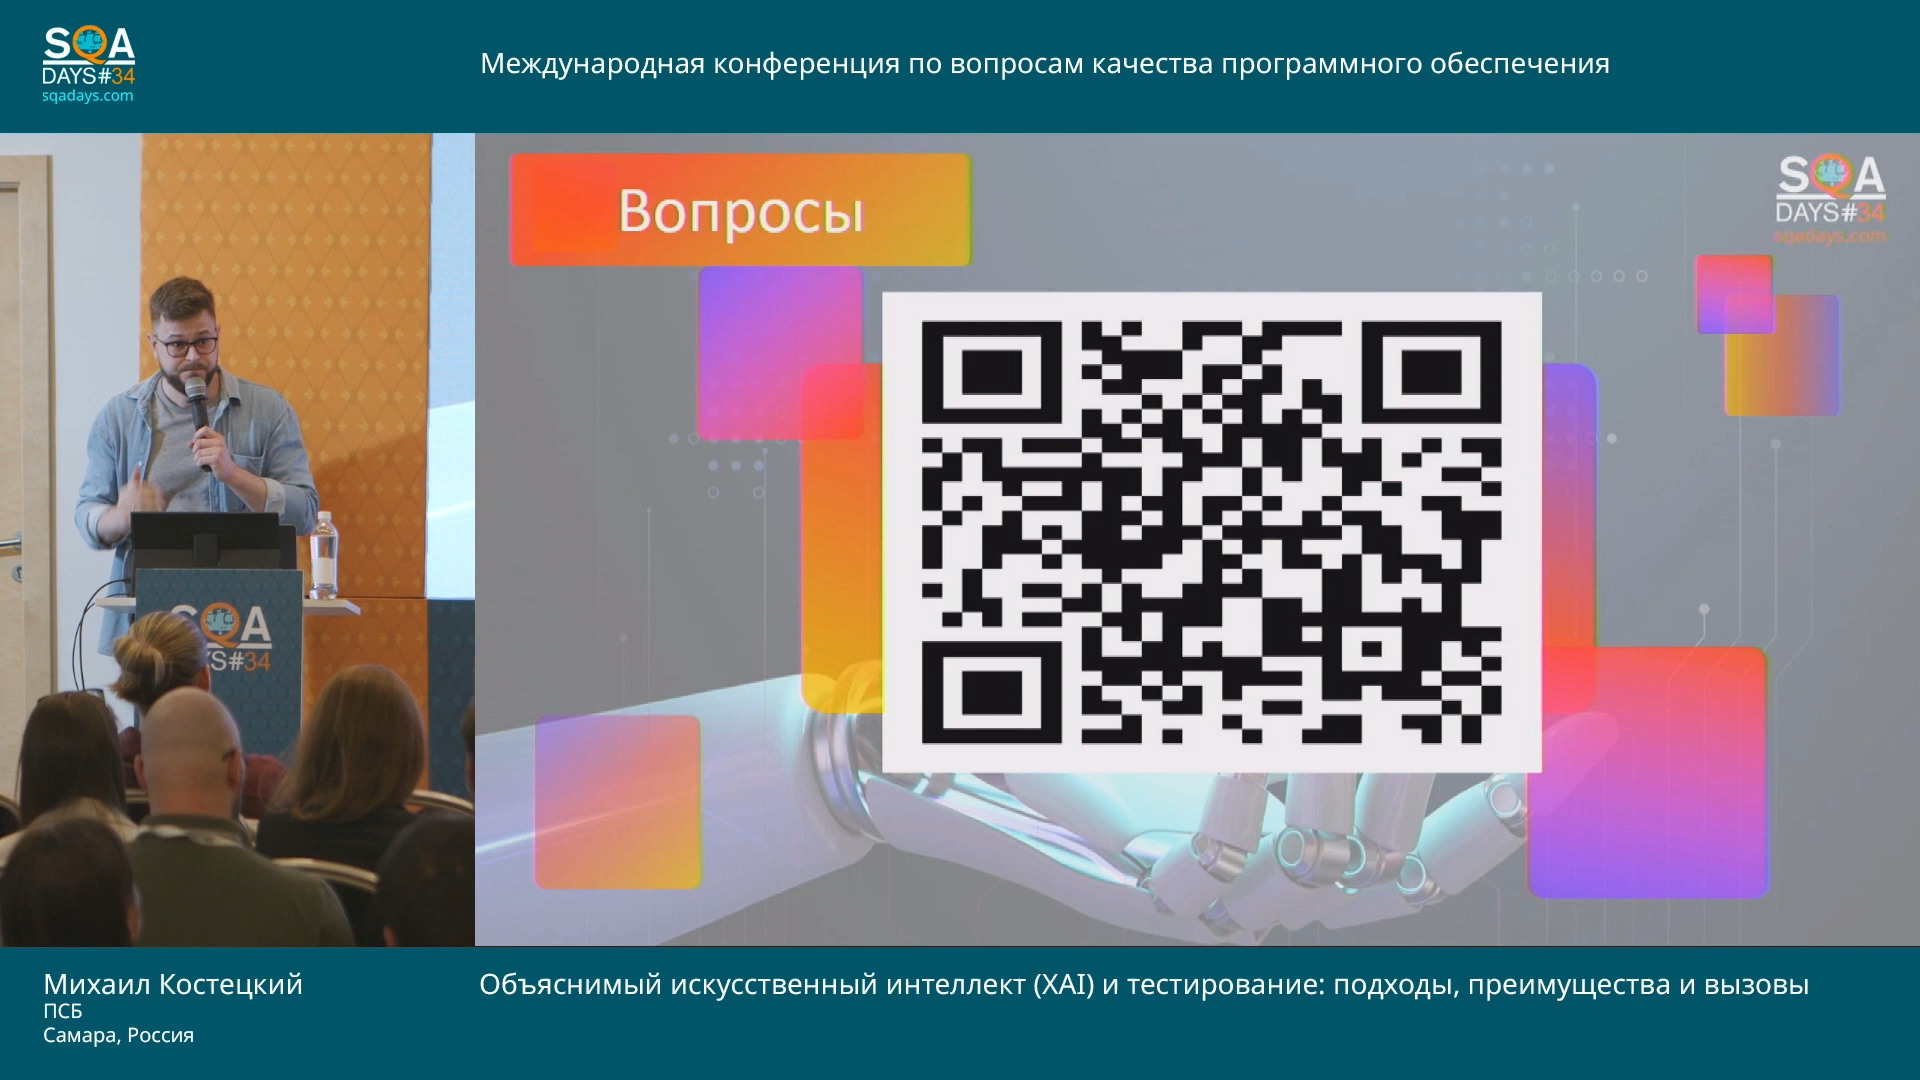 SQA
DAYS#34
sqadays.com
Международная конференция по вопросам качества программного обеспечения
Вопросы
SQA
DAYS#34
sqadays.com
SQA
YS#34
Михаил Костецкий
ПСБ
Самара, Россия
Объяснимый искусственный интеллект (XAI) и тестирование: подходы, преимущества и вызовы